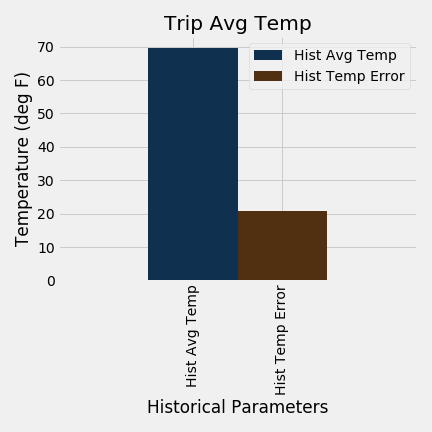 Trip Avg Temp
Hist Avg Temp
Hist Temp Error
Temperature (deg F)
70
60
50
40
30
20
10
0
Hist Avg Temp
Hist Temp Error
Historical Parameters